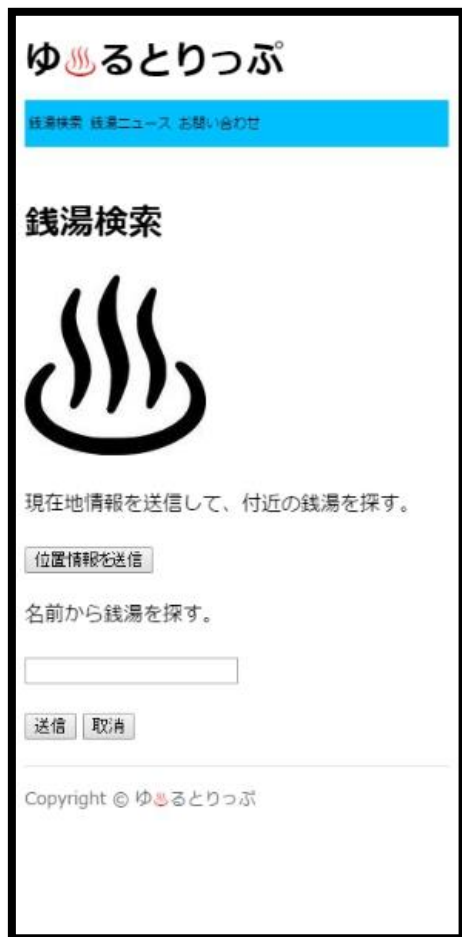 ゆ♨るとりっぷ
銭湯検索 銭湯ニュース お問い合わせ
銭湯検索
現在地情報を送信して、付近の銭湯を探す。
位置情報を送信
名前から銭湯を探す。
送信 取消
Copyright © ゆ♨るとりっぷ